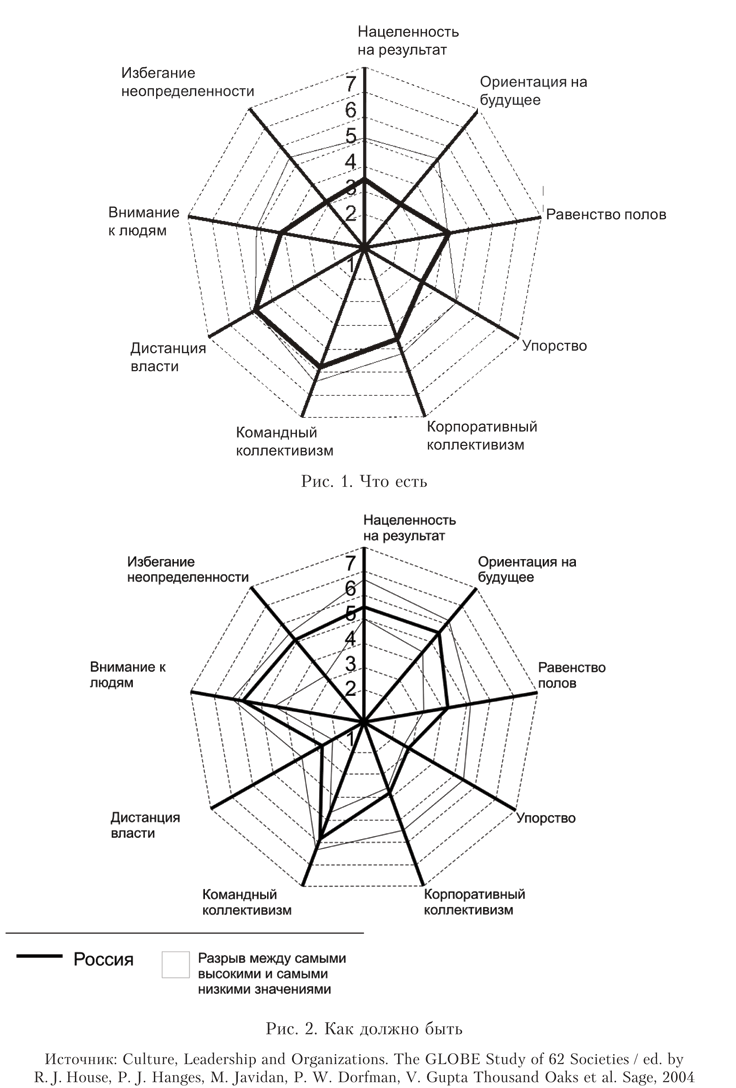 Нацеленность
на результат
Избегание
неопределенности
Ориентация на
будущее
7
6
5
4
3
2
1
Внимание
к людям
Равенство полов
Дистанция
власти
Упорство
Командный
коллективизм
Корпоративный
коллективизм
Рис. 1. Что есть
Нацеленность
на результат
Избегание
неопределенности
Ориентация на
будущее
7
6
5
4
3
2
1
Внимание к
людям
Равенство
полов
Дистанция
власти
Упорство
Командный
коллективизм
Корпоративный
коллективизм
Россия
Разрыв между самыми
высокими и самыми
низкими значениями
Рис. 2. Как должно быть
Источник: Culture, Leadership and Organizations. The GLOBE Study of 62 Societies / ed. by
R. J. House, P. J. Hanges, M. Javidan, P. W. Dorfman, V. Gupta Thousand Oaks et al. Sage, 2004